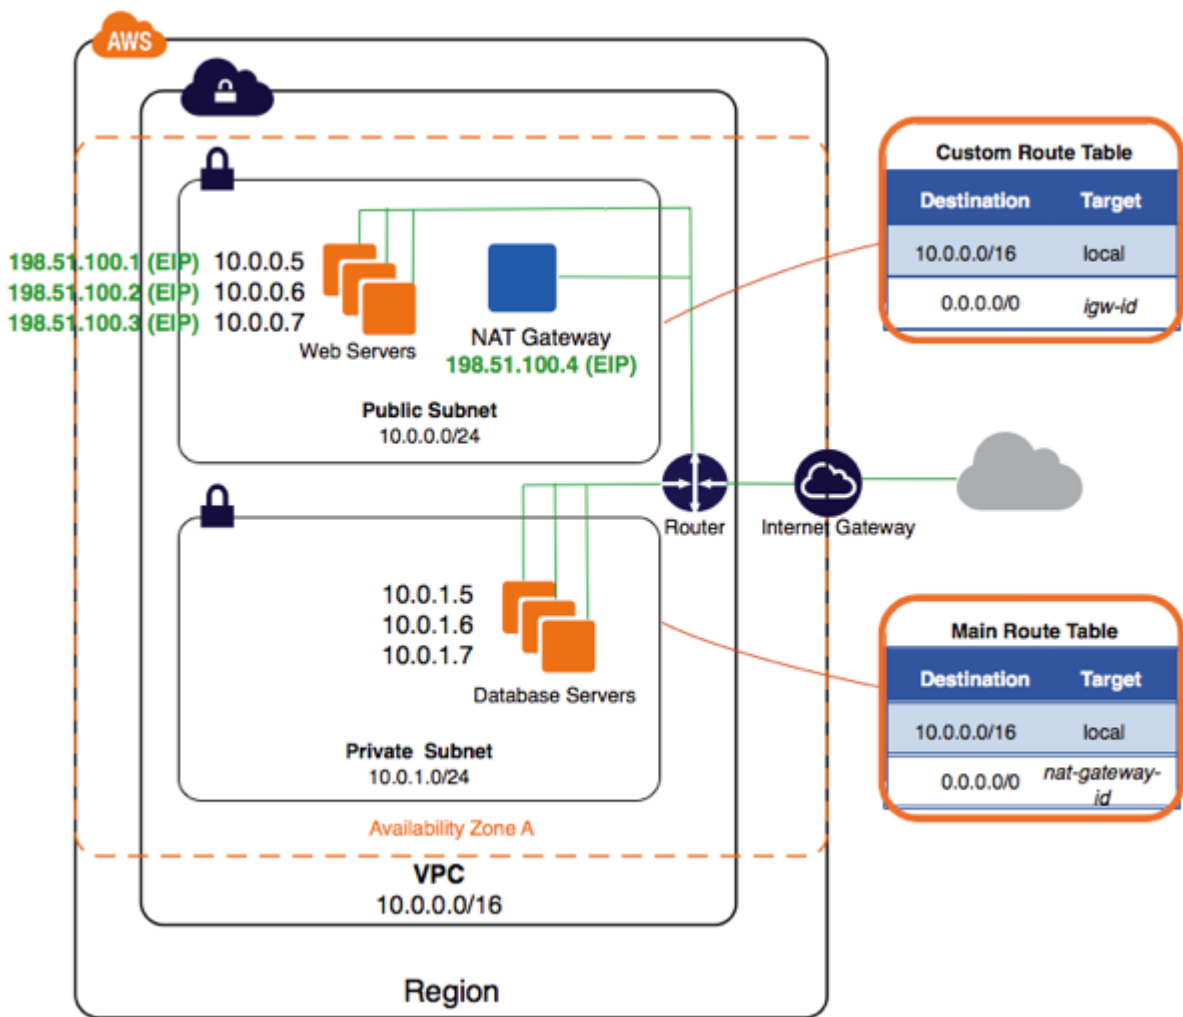 AWS
Custom Route Table
Destination Target
10.0.0.0/16 local
0.0.0.0/0 igw-id
198.51.100.1 (EIP) 10.0.0.5
198.51.100.2 (EIP) 10.0.0.6
198.51.100.3 (EIP) 10.0.0.7
Web Servers
NAT Gateway
198.51.100.4 (EIP)
Public Subnet
10.0.0.0/24
Router
Internet Gateway
10.0.1.5
10.0.1.6
10.0.1.7
Database Servers
Private Subnet
10.0.1.0/24
Main Route Table
Destination Target
10.0.0.0/16 local
0.0.0.0/0 nat-gateway-
id
Availability Zone A
VPC
10.0.0.0/16
Region